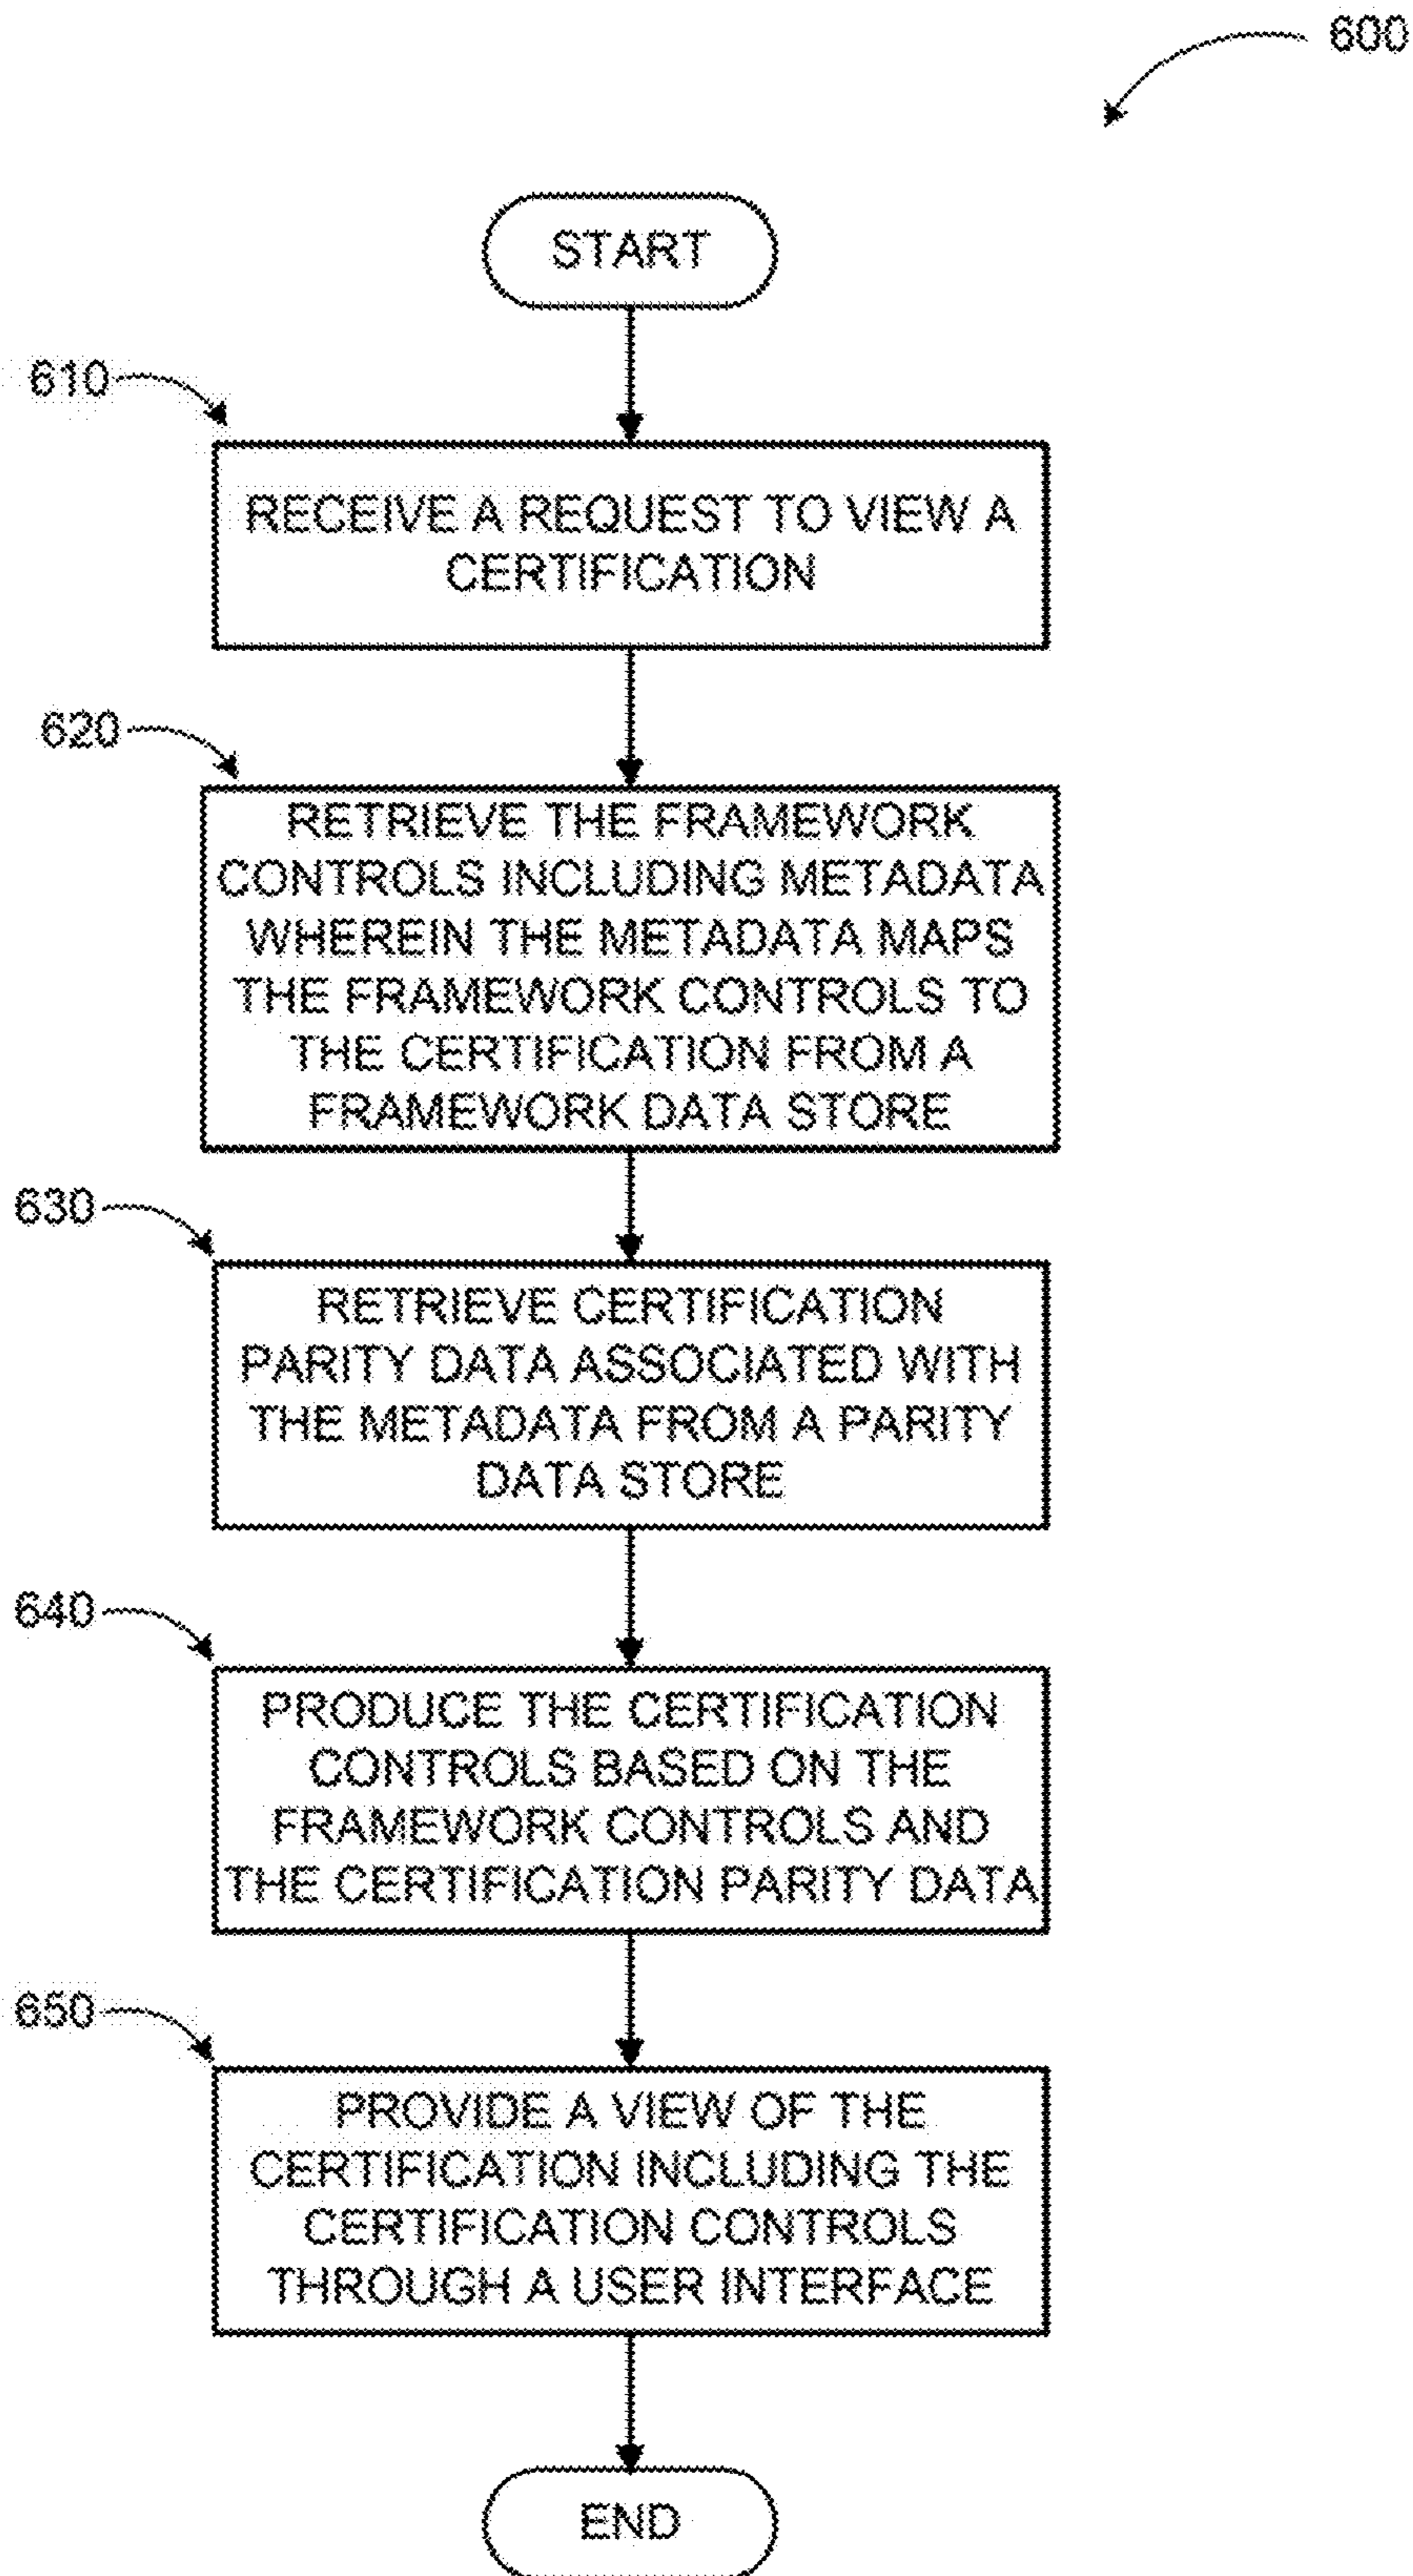 600
START
610
RECEIVE A REQUEST TO VIEW A
CERTIFICATION
620
RETRIEVE THE FRAMEWORK
CONTROLS INCLUDING METADATA
WHEREIN THE METADATA MAPS
THE FRAMEWORK CONTROLS TO
THE CERTIFICATION FROM A
FRAMEWORK DATA STORE
630
RETRIEVE CERTIFICATION
PARITY DATA ASSOCIATED WITH
THE METADATA FROM A PARITY
DATA STORE
640
PRODUCE THE CERTIFICATION
CONTROLS BASED ON THE
FRAMEWORK CONTROLS AND
THE CERTIFICATION PARITY DATA
650
PROVIDE A VIEW OF THE
CERTIFICATION INCLUDING THE
CERTIFICATION CONTROLS
THROUGH A USER INTERFACE
END